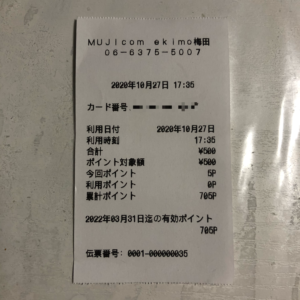 MUJIcom ekimo梅田
06-6375-5007
2020年10月27日 17:35
カード番号:
利用日付 2020年10月27日
利用時刻 17:35
合計 ¥500
ポイント対象額 ¥500
今回ポイント 5P
利用ポイント 0P
累計ポイント 705P
2022年03月31日迄の有効ポイント
705P
伝票番号: 0001-000000035